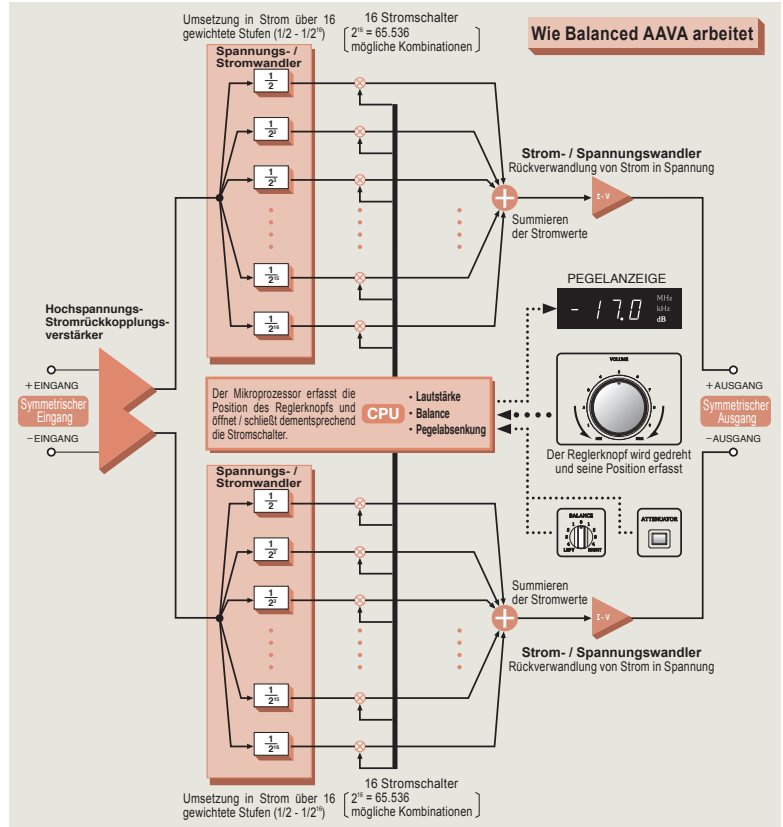 Umsetzung in Strom über 16
gewichtete Stufen (1/2 - 1/2¹⁶)
16 Stromschalter
2¹⁶ = 65.536
mögliche Kombinationen
Wie Balanced AAVA arbeitet
Spannungs- /
Stromwandler
1/2
1/2²
1/2³
1/2¹⁵
1/2¹⁶
Strom- / Spannungswandler
Rückverwandlung von Strom in Spannung
I-V
Summieren
der Stromwerte
Hochspannungs-
Stromrückkopplungs-
verstärker
+EINGANG
Symmetrischer
Eingang
−EINGANG
PEGELANZEIGE
- 17.0
MHz
kHz
dB
Der Mikroprozessor erfasst die
Position des Reglerknopfs und
öffnet / schließt dementsprechend
die Stromschalter.
CPU
• Lautstärke
• Balance
• Pegelabsenkung
VOLUME
Der Reglerknopf wird gedreht
und seine Position erfasst
+AUSGANG
Symmetrischer
Ausgang
−AUSGANG
BALANCE
LEFT
RIGHT
ATTENUATOR
Spannungs- /
Stromwandler
1/2
1/2²
1/2³
1/2¹⁵
1/2¹⁶
Summieren
der Stromwerte
I-V
Strom- / Spannungswandler
Rückverwandlung von Strom in Spannung
Umsetzung in Strom über 16
gewichtete Stufen (1/2 - 1/2¹⁶)
16 Stromschalter
2¹⁶ = 65.536
mögliche Kombinationen